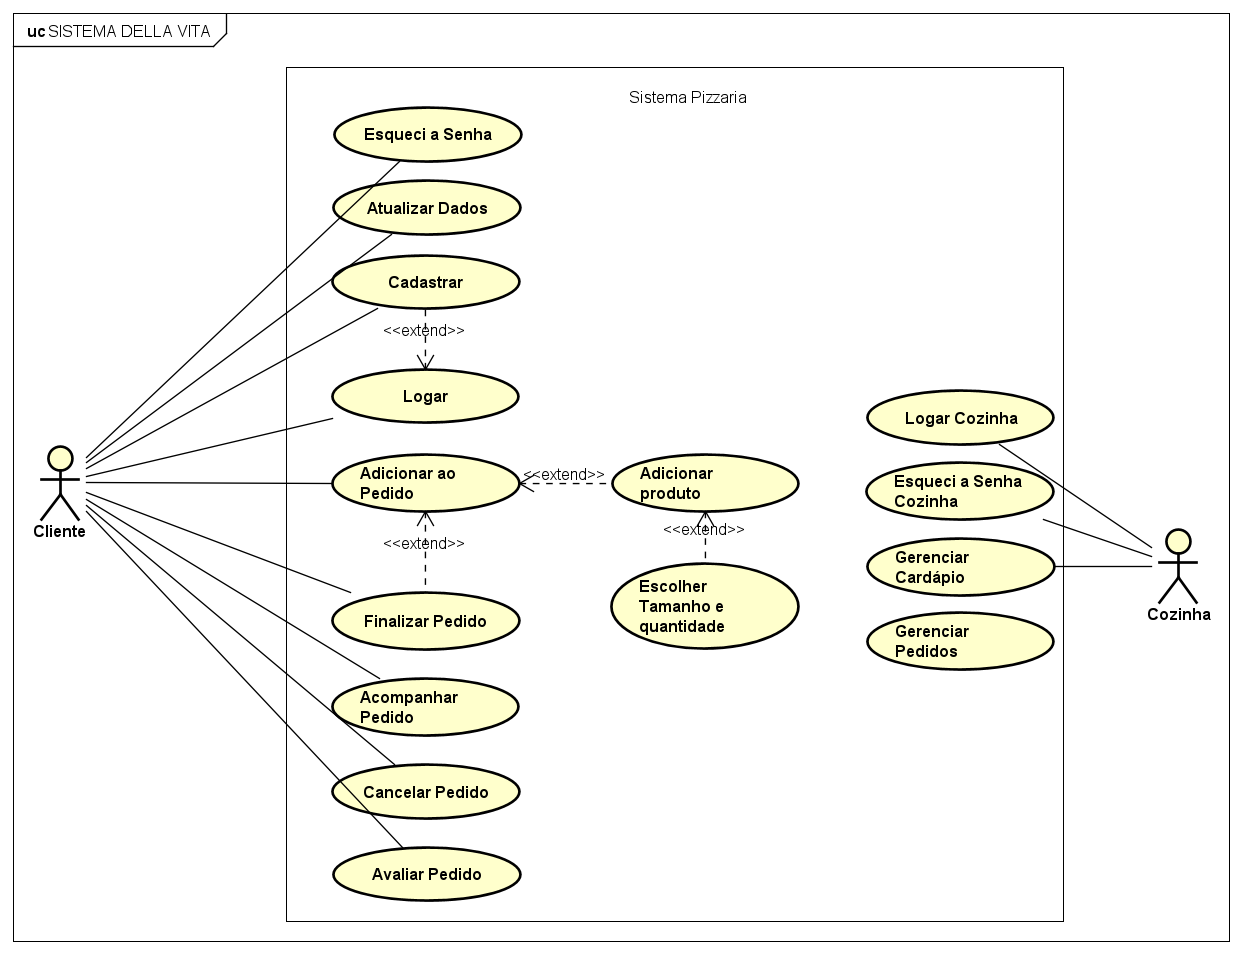 uc SISTEMA DELLA VITA
Sistema Pizzaria
Esqueci a Senha
Atualizar Dados
Cadastrar
<<extend>>
Logar
Adicionar ao
Pedido
<<extend>>
Adicionar
produto
<<extend>>
<<extend>>
Escolher
Tamanho e
quantidade
Finalizar Pedido
Acompanhar
Pedido
Cancelar Pedido
Avaliar Pedido
Cliente
Logar Cozinha
Esqueci a Senha
Cozinha
Gerenciar
Cardápio
Gerenciar
Pedidos
Cozinha